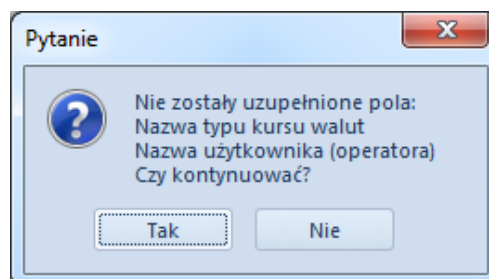 Pytanie
Nie zostały uzupełnione pola:
Nazwa typu kursu walut
Nazwa użytkownika (operatora)
Czy kontynuować?
Tak
Nie